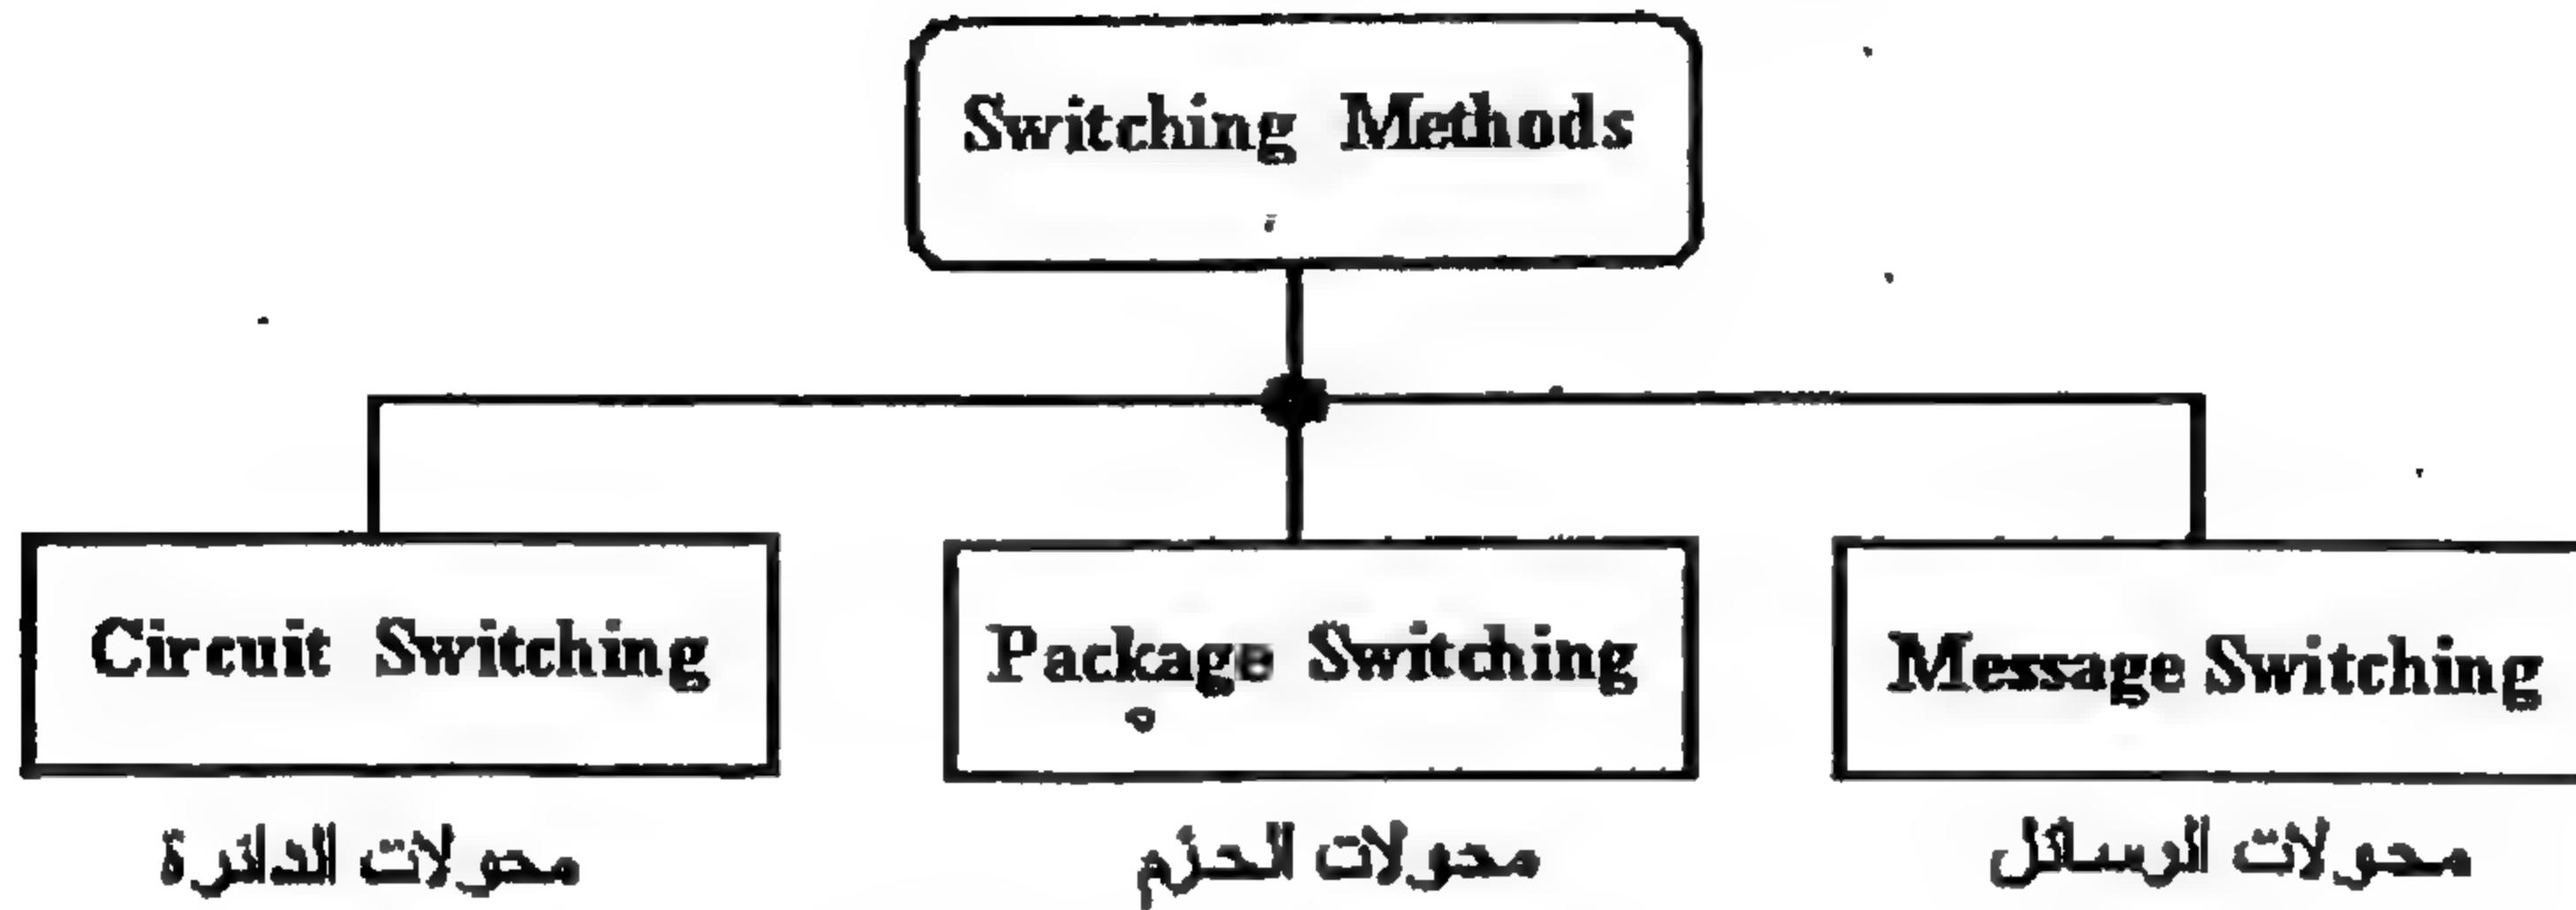 Switching Methods
Circuit Switching
Package Switching
Message Switching
محولات الدائرة
محولات الحزم
محولات الرسائل